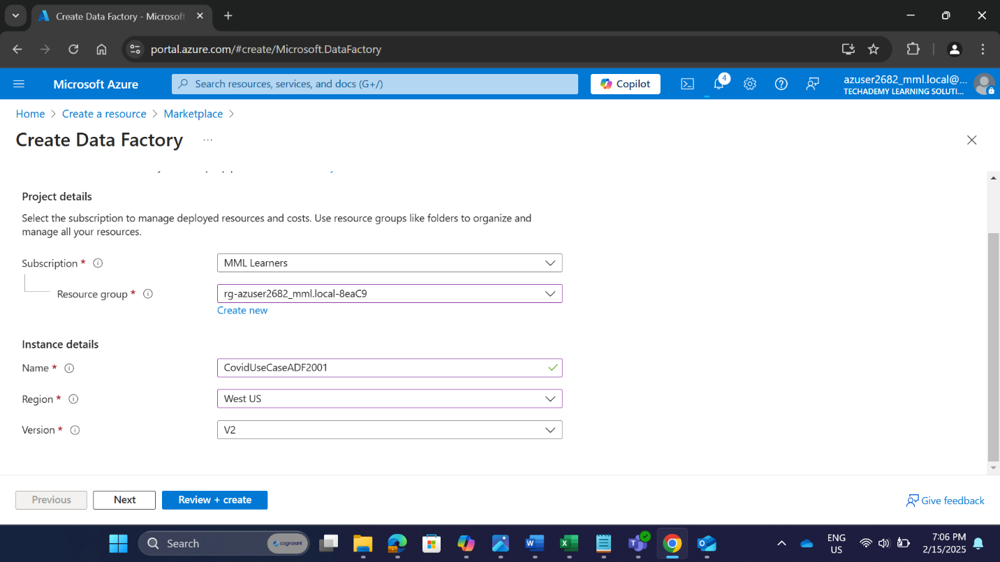 Create Data Factory - Microsoft
portal.azure.com/#create/Microsoft.DataFactory
Microsoft Azure
Search resources, services, and docs (G+/)
Copilot
4
azuser2682_mml.local@...
TECHADEMY LEARNING SOLUTI...
Home > Create a resource > Marketplace >
Create Data Factory ...
Project details
Select the subscription to manage deployed resources and costs. Use resource groups like folders to organize and
manage all your resources.
Subscription *
MML Learners
Resource group *
rg-azuser2682_mml.local-8eaC9
Create new
Instance details
Name *
CovidUseCaseADF2001
Region *
West US
Version *
V2
Previous
Next
Review + create
Give feedback
Search
cognizant
ENG
US
7:06 PM
2/15/2025